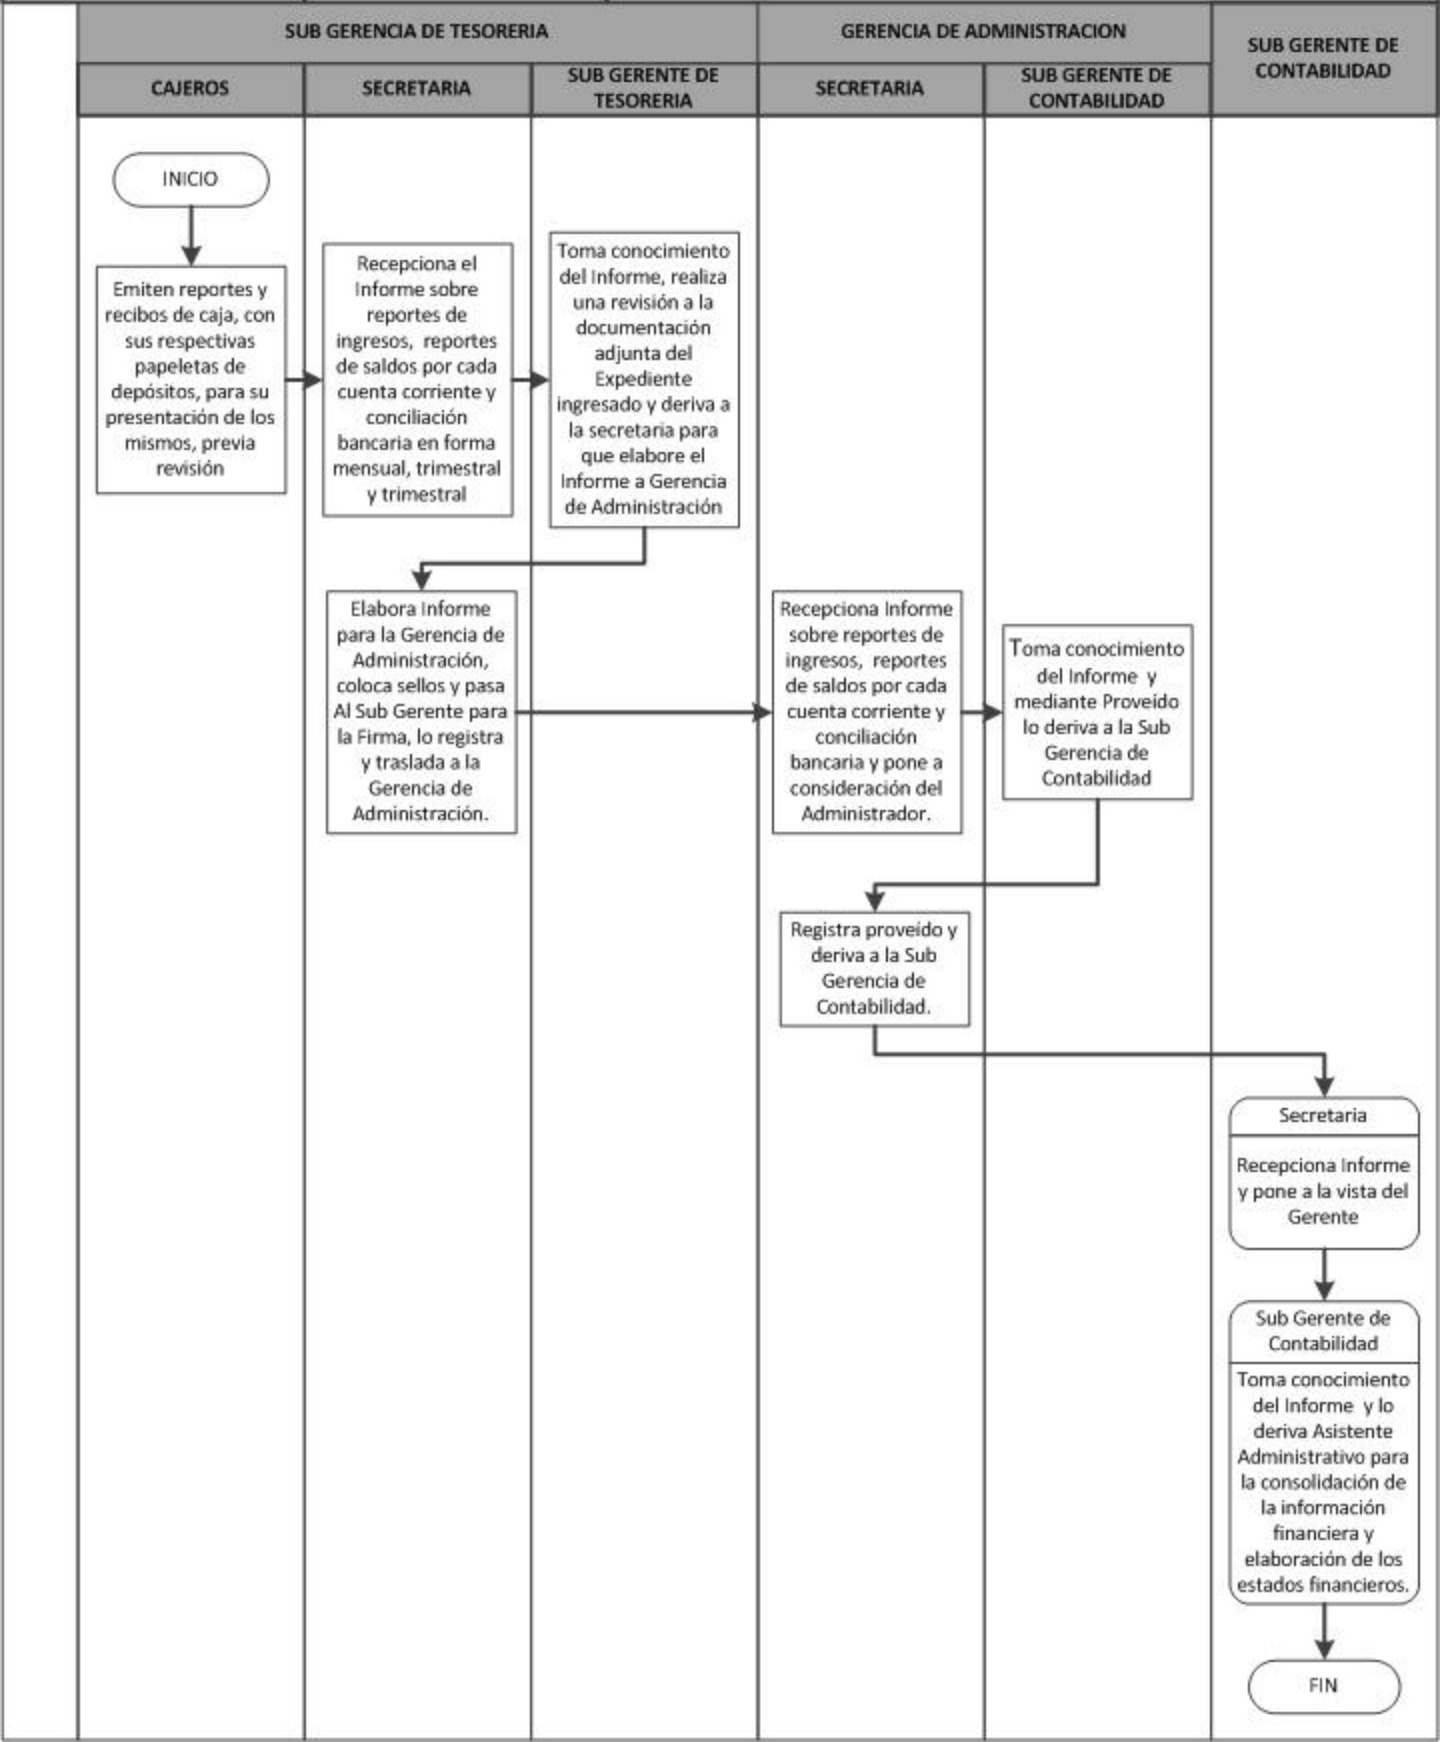 SUB GERENCIA DE TESORERIA
GERENCIA DE ADMINISTRACION
SUB GERENTE DE
CONTABILIDAD
CAJEROS
SECRETARIA
SUB GERENTE DE
TESORERIA
SECRETARIA
SUB GERENTE DE
CONTABILIDAD
INICIO
Emiten reportes y
recibos de caja, con
sus respectivas
papeletas de
depósitos, para su
presentación de los
mismos, previa
revisión
Recepciona el
Informe sobre
reportes de
ingresos, reportes
de saldos por cada
cuenta corriente y
conciliación
bancaria en forma
mensual, trimestral
y trimestral
Toma conocimiento
del Informe, realiza
una revisión a la
documentación
adjunta del
Expediente
ingresado y deriva a
la secretaria para
que elabore el
Informe a Gerencia
de Administración
Elabora Informe
para la Gerencia de
Administración,
coloca sellos y pasa
Al Sub Gerente para
la Firma, lo registra
y traslada a la
Gerencia de
Administración.
Recepciona Informe
sobre reportes de
ingresos, reportes
de saldos por cada
cuenta corriente y
conciliación
bancaria y pone a
consideración del
Administrador.
Toma conocimiento
del Informe y
mediante Proveido
lo deriva a la Sub
Gerencia de
Contabilidad
Registra proveido y
deriva a la Sub
Gerencia de
Contabilidad.
Secretaria
Recepciona Informe
y pone a la vista del
Gerente
Sub Gerente de
Contabilidad
Toma conocimiento
del Informe y lo
deriva Asistente
Administrativo para
la consolidación de
la información
financiera y
elaboración de los
estados financieros.
FIN